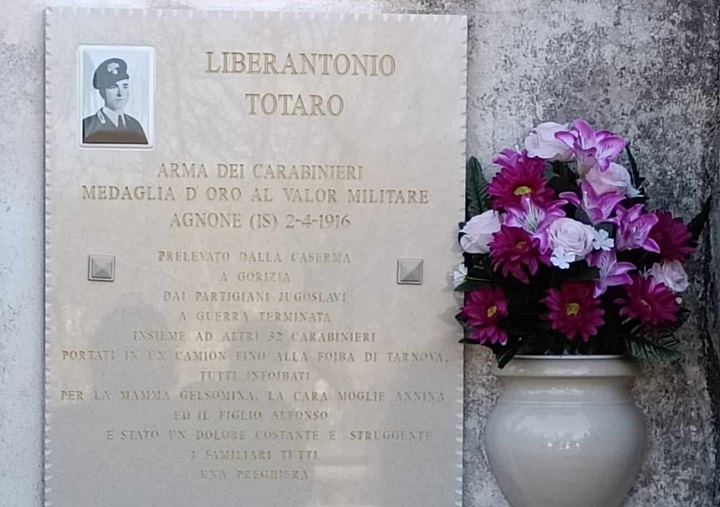 LIBERANTONIO
TOTARO
ARMA DEI CARABINIERI
MEDAGLIA D'ORO AL VALOR MILITARE
AGNONE (IS) 2-4-1916
PRELEVATO DALLA CASERMA
A GORIZIA
DAI PARTIGIANI JUGOSLAVI
A GUERRA TERMINATA
INSIEME AD ALTRI 32 CARABINIERI
PORTATI IN UN CAMION FINO ALLA FOIBA DI TARNOVA,
TUTTI INFOIBATI
PER LA MAMMA GELSOMINA, LA CARA MOGLIE ANNINA
ED IL FIGLIO ALFONSO
E STATO UN DOLORE COSTANTE E STRUGGENTE
I FAMILIARI TUTTI
UNA PREGHIERA